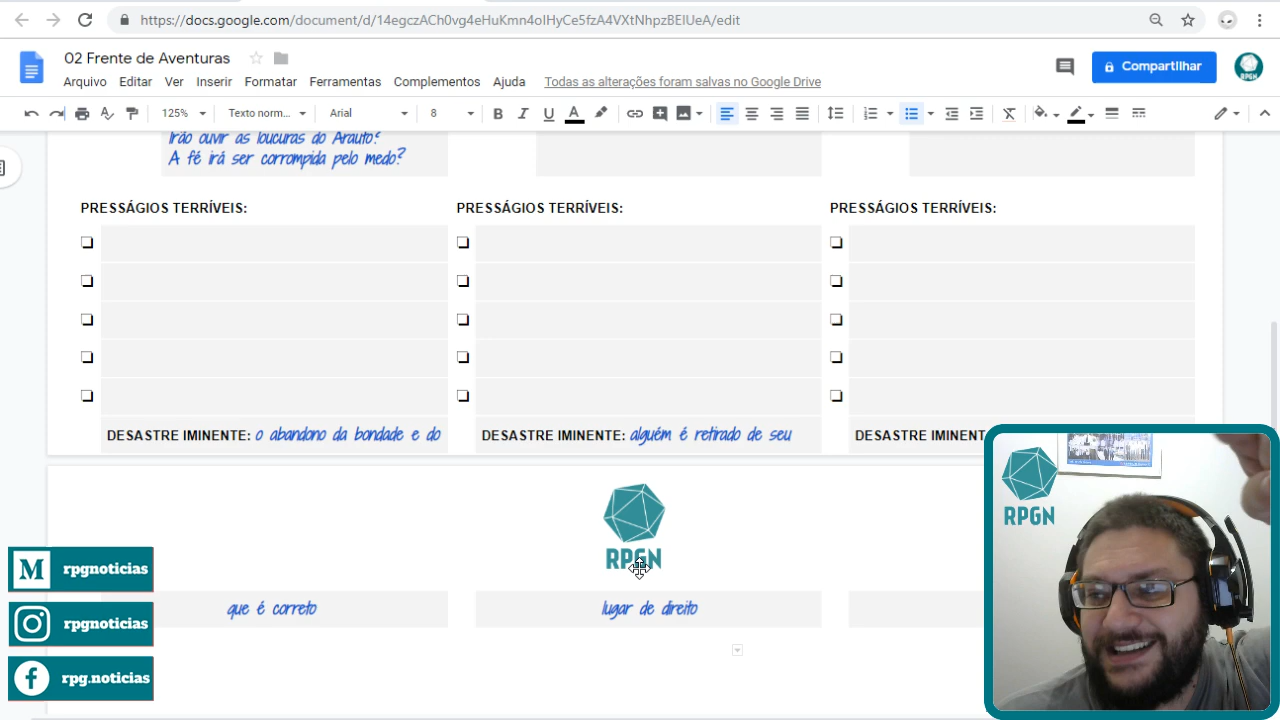 https://docs.google.com/document/d/14egczACh0vg4eHuKmn4oIHyCe5fzA4VXtNhpzBEIUeA/edit
02 Frente de Aventuras
Arquivo Editar Ver Inserir Formatar Ferramentas Complementos Ajuda Todas as alterações foram salvas no Google Drive
Compartilhar
125% Texto norm... Arial 8
Irão ouvir as loucuras do Arauto?
A fé irá ser corrompida pelo medo?
PRESSÁGIOS TERRÍVEIS: PRESSÁGIOS TERRÍVEIS: PRESSÁGIOS TERRÍVEIS:
DESASTRE IMINENTE: o abandono da bondade e do
DESASTRE IMINENTE: alguém é retirado de seu
DESASTRE IMINENTE:
RPGN
que é correto
lugar de direito
rpgnoticias
rpgnoticias
rpg.noticias
RPGN